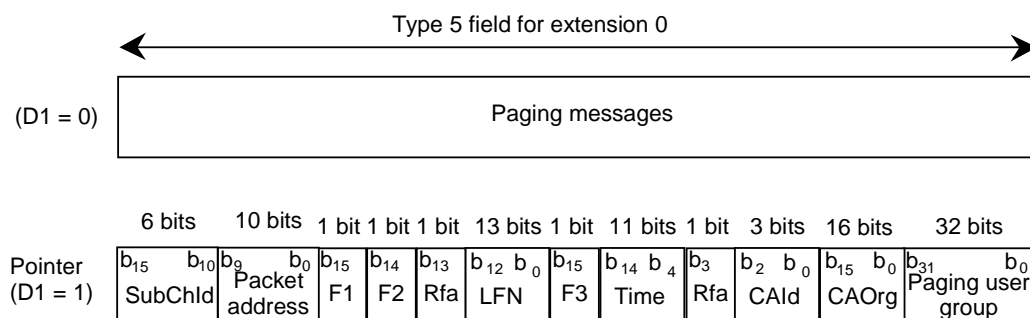 Type 5 field for extension 0
(D1 = 0) Paging messages
6 bits 10 bits 1 bit 1 bit 1 bit 13 bits 1 bit 11 bits 1 bit 3 bits 16 bits 32 bits
Pointer (D1 = 1)
b15 b10 b9 b0 b15 b14 b13 b12 b0 b15 b14 b4 b3 b2 b0 b15 b0 b31 b0
SubChId Packet address F1 F2 Rfa LFN F3 Time Rfa CAId CAOrg Paging user group